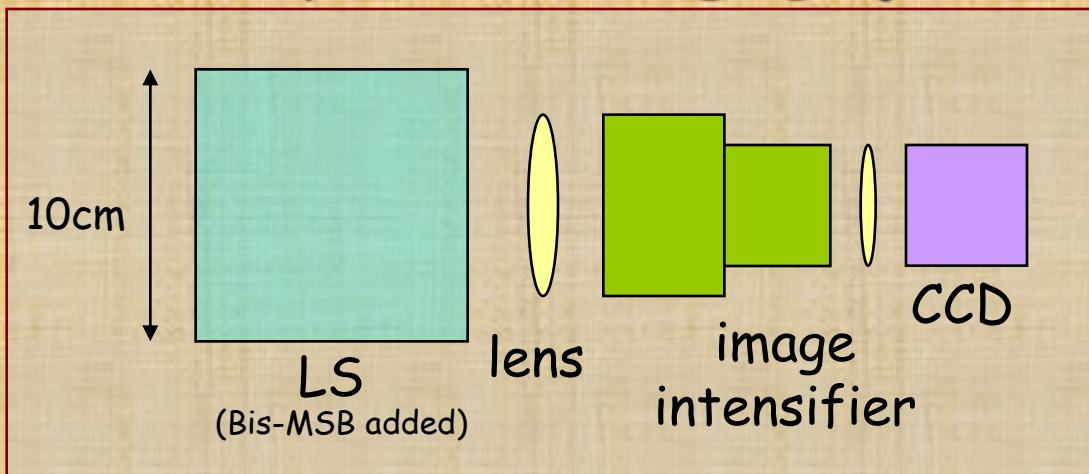 10cm
LS
(Bis-MSB added)
lens
image
intensifier
CCD